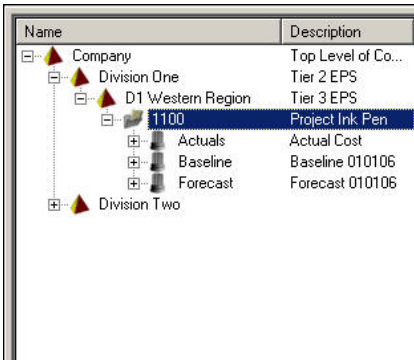 Name Description
Company Top Level of Co...
Division One Tier 2 EPS
D1 Western Region Tier 3 EPS
1100 Project Ink Pen
Actuals Actual Cost
Baseline Baseline 010106
Forecast Forecast 010106
Division Two